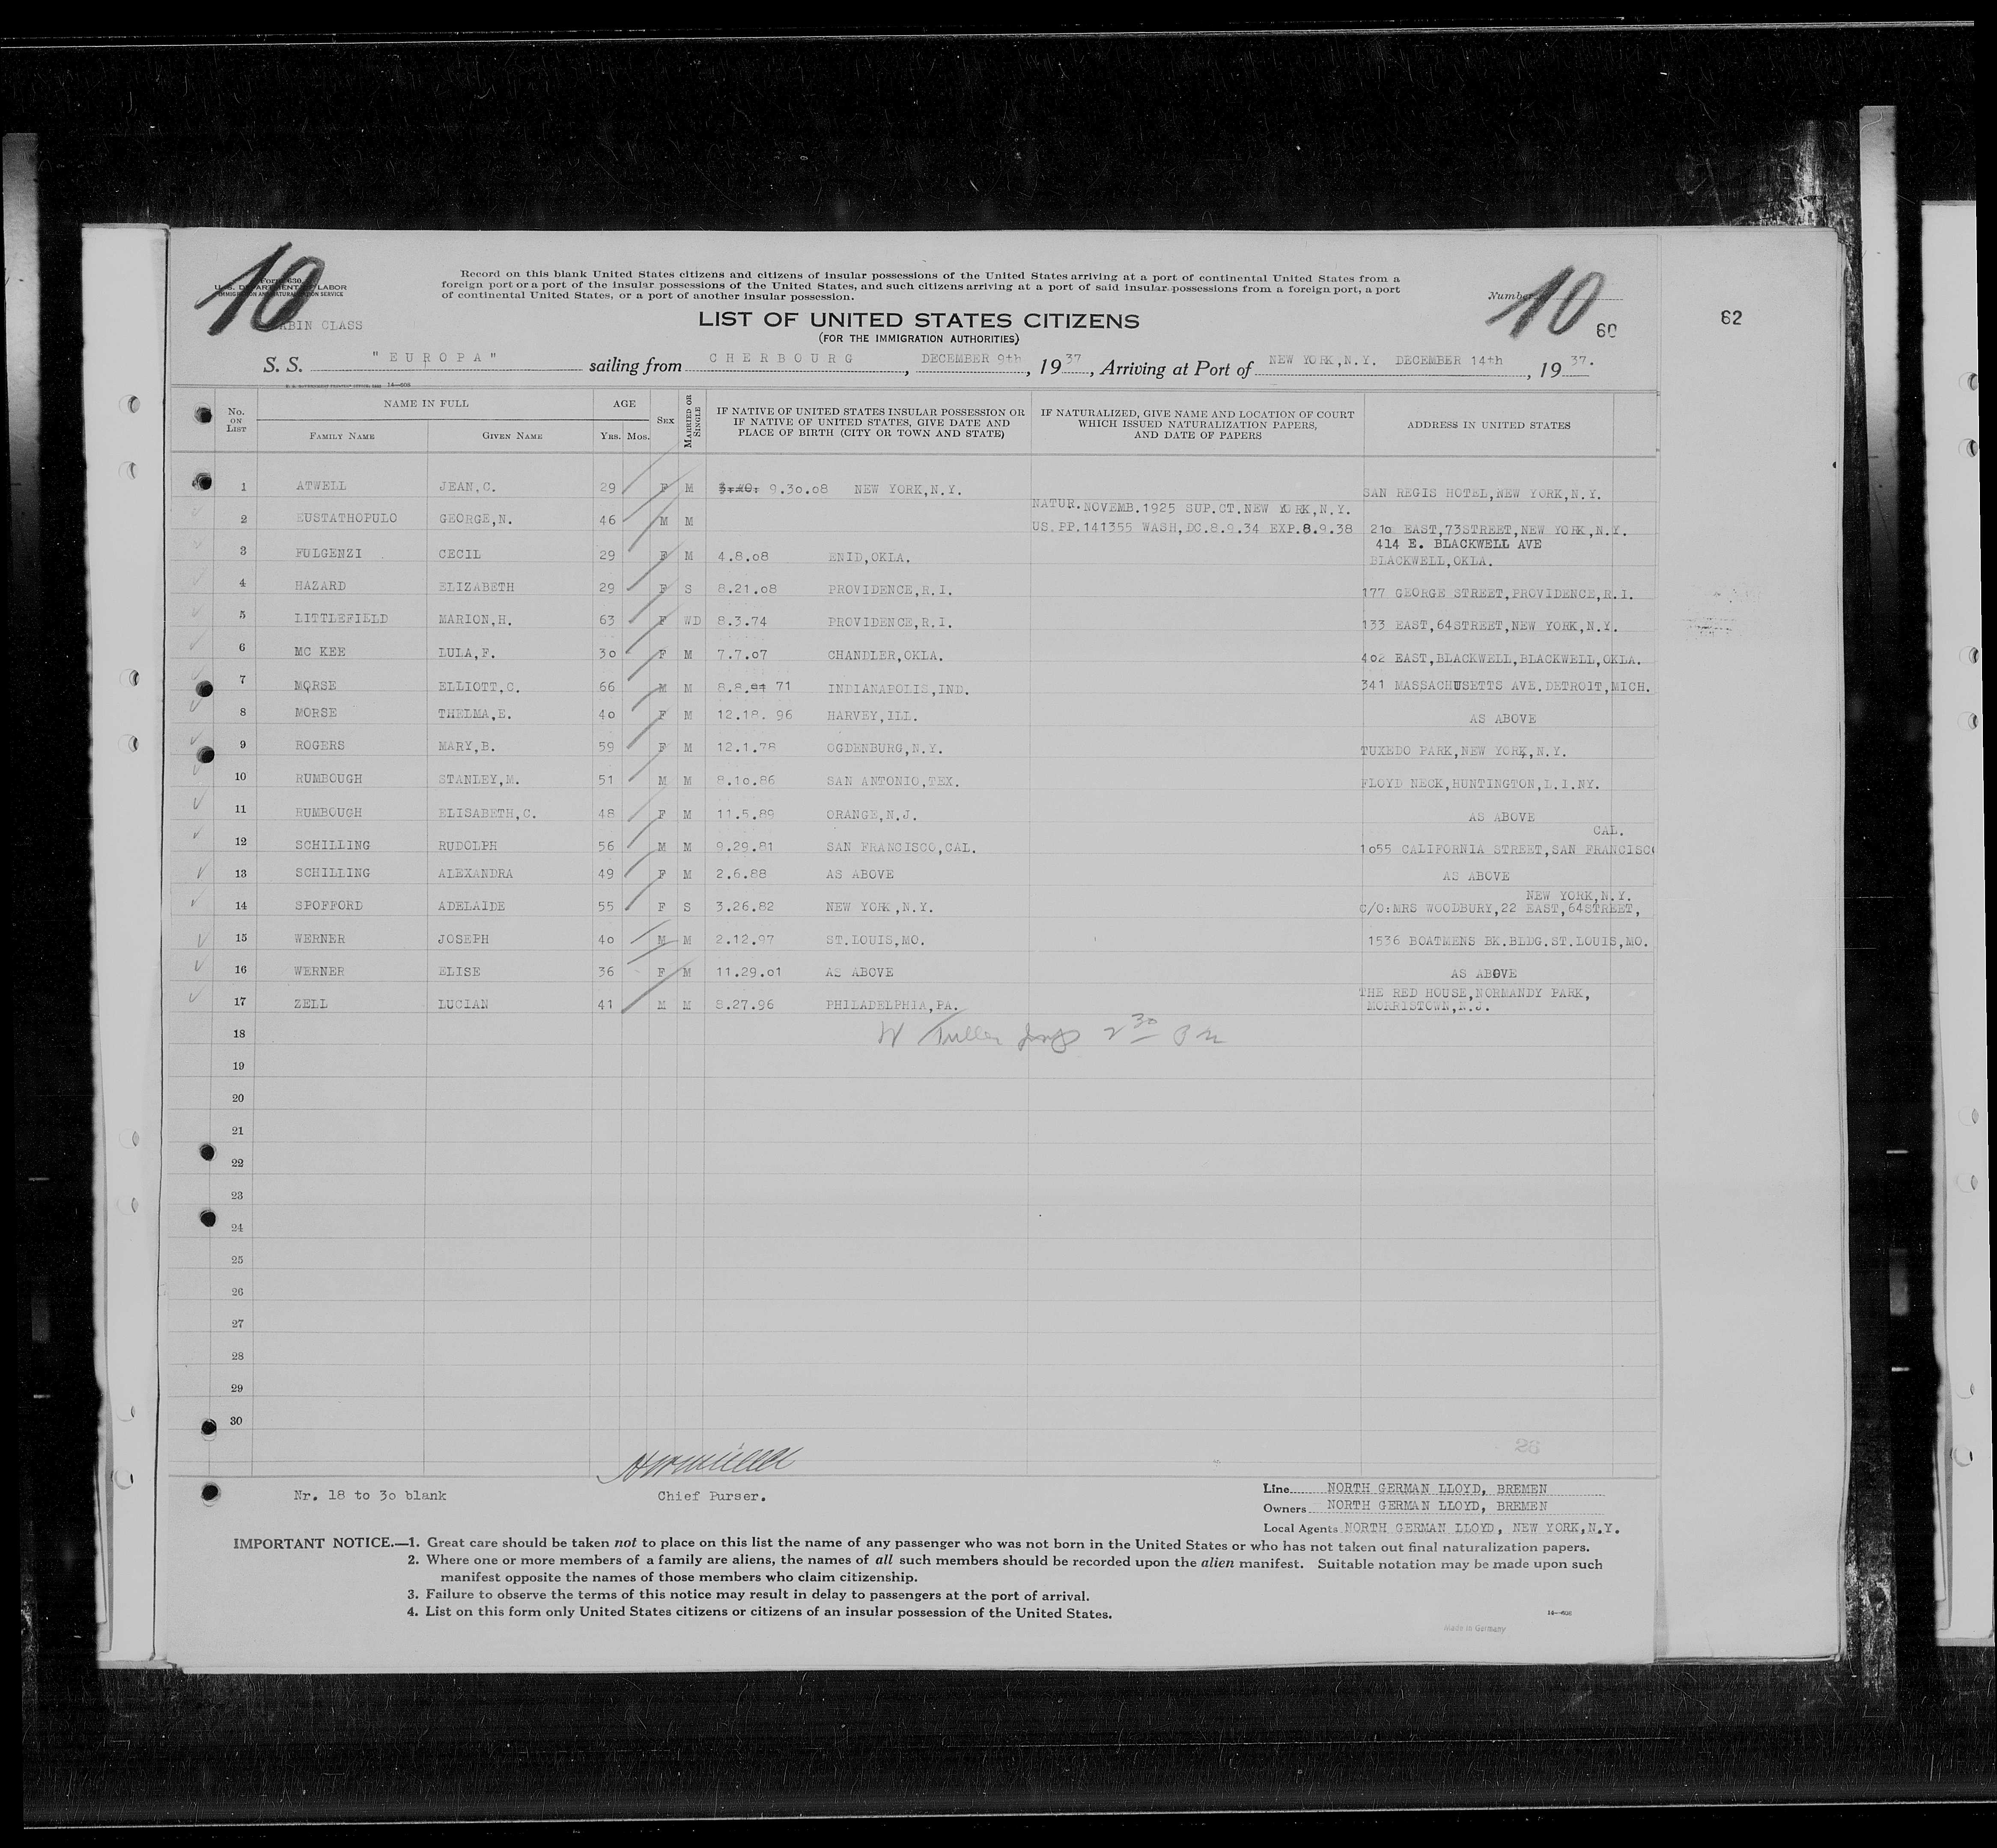 10
Form 630
U. S. DEPARTMENT OF LABOR
IMMIGRATION AND NATURALIZATION SERVICE
CABIN CLASS
Record on this blank United States citizens and citizens of insular possessions of the United States arriving at a port of continental United States from a
foreign port or a port of the insular possessions of the United States, and such citizens arriving at a port of said insular possessions from a foreign port, a port
of continental United States, or a port of another insular possession.
Number 10
60
62
LIST OF UNITED STATES CITIZENS
(FOR THE IMMIGRATION AUTHORITIES)
S. S. "EUROPA" sailing from CHERBOURG, DECEMBER 9th, 1937, Arriving at Port of NEW YORK,N.Y. DECEMBER 14th, 1937.
14—608
No. ON LIST NAME IN FULL FAMILY NAME GIVEN NAME AGE YRS. MOS. SEX MARRIED OR SINGLE IF NATIVE OF UNITED STATES INSULAR POSSESSION OR IF NATIVE OF UNITED STATES, GIVE DATE AND PLACE OF BIRTH (CITY OR TOWN AND STATE) IF NATURALIZED, GIVE NAME AND LOCATION OF COURT WHICH ISSUED NATURALIZATION PAPERS, AND DATE OF PAPERS ADDRESS IN UNITED STATES
1 ATWELL JEAN,C. 29 F M 9.30.08 NEW YORK,N.Y. SAN REGIS HOTEL,NEW YORK,N.Y.
NATUR.NOVEMB.1925 SUP.CT.NEW YORK,N.Y.
2 EUSTATHOPULO GEORGE,N. 46 M M US.PP.141355 WASH,DC.8.9.34 EXP.8.9.38 210 EAST,73STREET,NEW YORK,N.Y.
414 E. BLACKWELL AVE
3 FULGENZI CECIL 29 F M 4.8.08 ENID,OKLA. BLACKWELL,OKLA.
4 HAZARD ELIZABETH 29 F S 8.21.08 PROVIDENCE,R.I. 177 GEORGE STREET,PROVIDENCE,R.I.
5 LITTLEFIELD MARION,H. 63 F WD 8.3.74 PROVIDENCE,R.I. 133 EAST,64STREET,NEW YORK,N.Y.
6 MC KEE LULA,F. 30 F M 7.7.07 CHANDLER,OKLA. 402 EAST,BLACKWELL,BLACKWELL,OKLA.
7 MORSE ELLIOTT,C. 66 M M 8.8. 71 INDIANAPOLIS,IND. 341 MASSACHUSETTS AVE.DETROIT,MICH.
8 MORSE THELMA,E. 40 F M 12.18. 96 HARVEY,ILL. AS ABOVE
9 ROGERS MARY,B. 59 F M 12.1.78 OGDENBURG,N.Y. TUXEDO PARK,NEW YORK,N.Y.
10 RUMBOUGH STANLEY,M. 51 M M 8.10.86 SAN ANTONIO,TEX. FLOYD NECK,HUNTINGTON,L.I.NY.
11 RUMBOUGH ELISABETH,C. 48 F M 11.5.89 ORANGE,N.J. AS ABOVE
CAL.
12 SCHILLING RUDOLPH 56 M M 9.29.81 SAN FRANCISCO,CAL. 1055 CALIFORNIA STREET,SAN FRANCISCO
13 SCHILLING ALEXANDRA 49 F M 2.6.88 AS ABOVE AS ABOVE
NEW YORK,N.Y.
14 SPOFFORD ADELAIDE 55 F S 3.26.82 NEW YORK,N.Y. C/O:MRS WOODBURY,22 EAST,64STREET,
15 WERNER JOSEPH 40 M M 2.12.97 ST.LOUIS,MO. 1536 BOATMENS BK.BLDG.ST.LOUIS,MO.
16 WERNER ELISE 36 F M 11.29.01 AS ABOVE AS ABOVE
THE RED HOUSE,NORMANDY PARK,
17 ZELL LUCIAN 41 M M 8.27.96 PHILADELPHIA,PA. MORRISTOWN,N.J.
18
19
20
21
22
23
24
25
26
27
28
29
30
26
Nr. 18 to 30 blank
Chief Purser.
Line NORTH GERMAN LLOYD, BREMEN
Owners NORTH GERMAN LLOYD, BREMEN
Local Agents NORTH GERMAN LLOYD, NEW YORK,N.Y.
IMPORTANT NOTICE.—1. Great care should be taken not to place on this list the name of any passenger who was not born in the United States or who has not taken out final naturalization papers.
2. Where one or more members of a family are aliens, the names of all such members should be recorded upon the alien manifest. Suitable notation may be made upon such
manifest opposite the names of those members who claim citizenship.
3. Failure to observe the terms of this notice may result in delay to passengers at the port of arrival.
4. List on this form only United States citizens or citizens of an insular possession of the United States.
14—608
Made in Germany